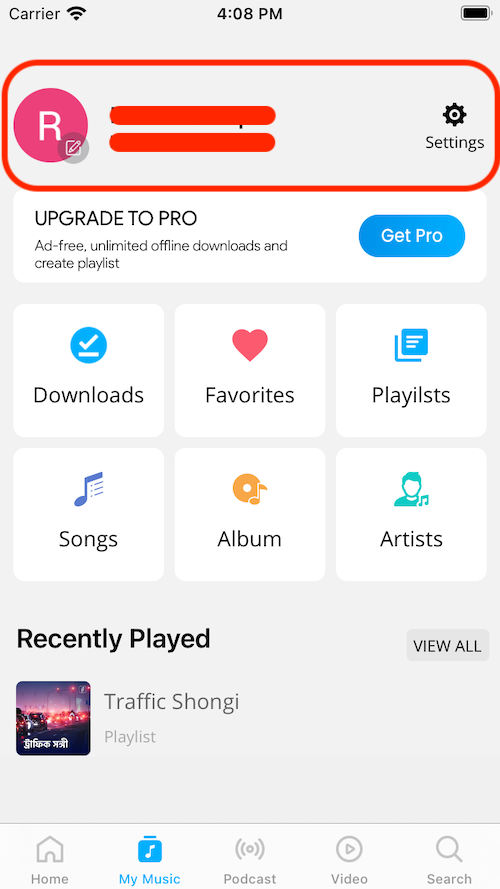 Carrier 4:08 PM
R
Settings
UPGRADE TO PRO
Ad-free, unlimited offline downloads and
create playlist
Get Pro
Downloads Favorites Playilsts
Songs Album Artists
Recently Played
VIEW ALL
Traffic Shongi
ট্রাফিক সঙ্গী
Playlist
Home My Music Podcast Video Search